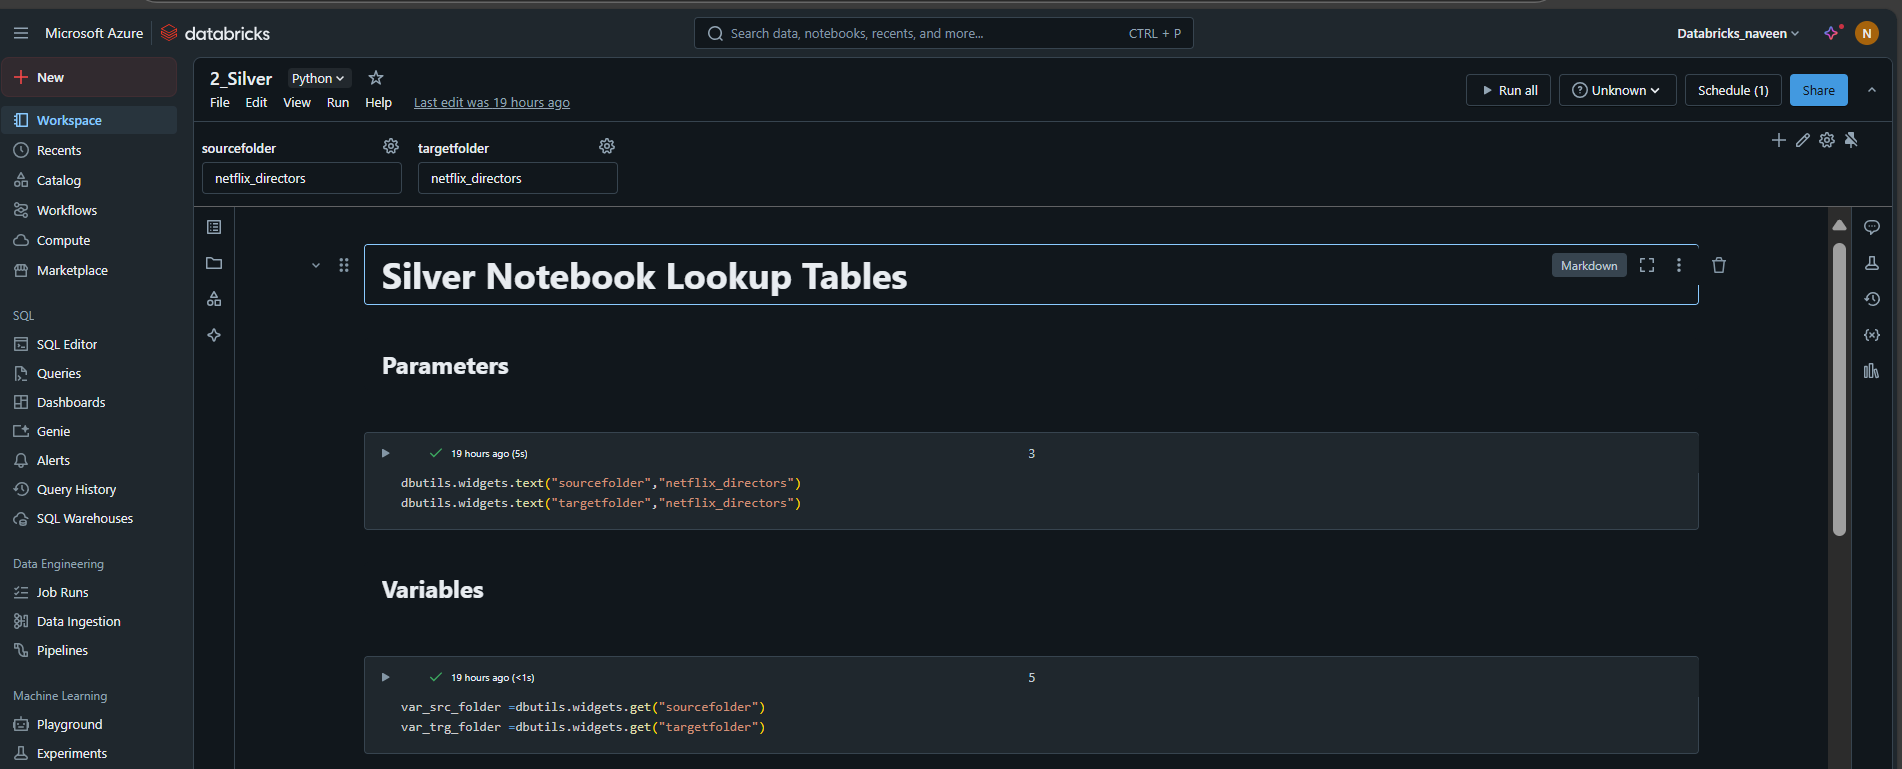 Microsoft Azure databricks
Search data, notebooks, recents, and more... CTRL + P
Databricks_naveen N
New
Workspace
Recents
Catalog
Workflows
Compute
Marketplace
SQL
SQL Editor
Queries
Dashboards
Genie
Alerts
Query History
SQL Warehouses
Data Engineering
Job Runs
Data Ingestion
Pipelines
Machine Learning
Playground
Experiments
2_Silver Python
File Edit View Run Help Last edit was 19 hours ago
Run all Unknown Schedule (1) Share
sourcefolder targetfolder
netflix_directors netflix_directors
Silver Notebook Lookup Tables
Markdown
Parameters
19 hours ago (5s) 3
dbutils.widgets.text("sourcefolder","netflix_directors")
dbutils.widgets.text("targetfolder","netflix_directors")
Variables
19 hours ago (<1s) 5
var_src_folder =dbutils.widgets.get("sourcefolder")
var_trg_folder =dbutils.widgets.get("targetfolder")